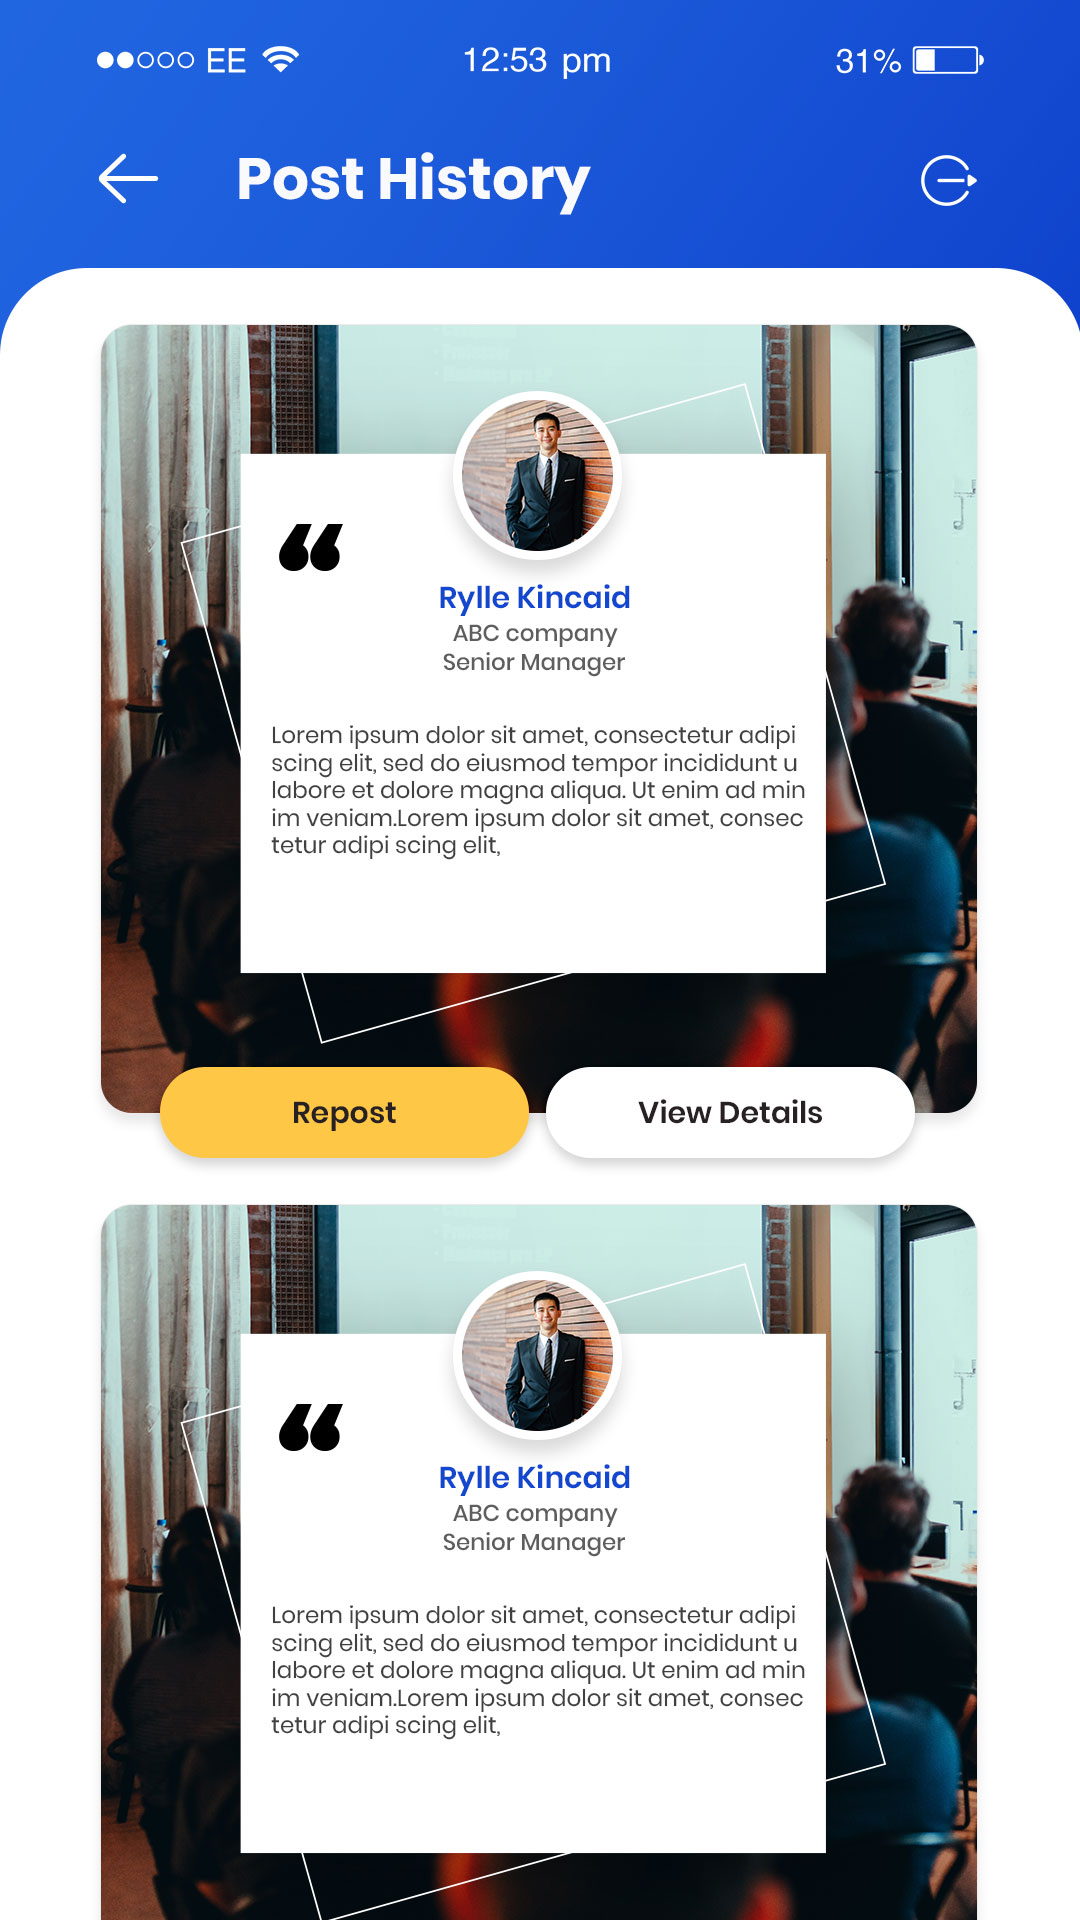 EE 12:53 pm 31%
Post History
Rylle Kincaid
ABC company
Senior Manager
Lorem ipsum dolor sit amet, consectetur adipi
scing elit, sed do eiusmod tempor incididunt u
labore et dolore magna aliqua. Ut enim ad min
im veniam.Lorem ipsum dolor sit amet, consec
tetur adipi scing elit,
Repost View Details
Rylle Kincaid
ABC company
Senior Manager
Lorem ipsum dolor sit amet, consectetur adipi
scing elit, sed do eiusmod tempor incididunt u
labore et dolore magna aliqua. Ut enim ad min
im veniam.Lorem ipsum dolor sit amet, consec
tetur adipi scing elit,